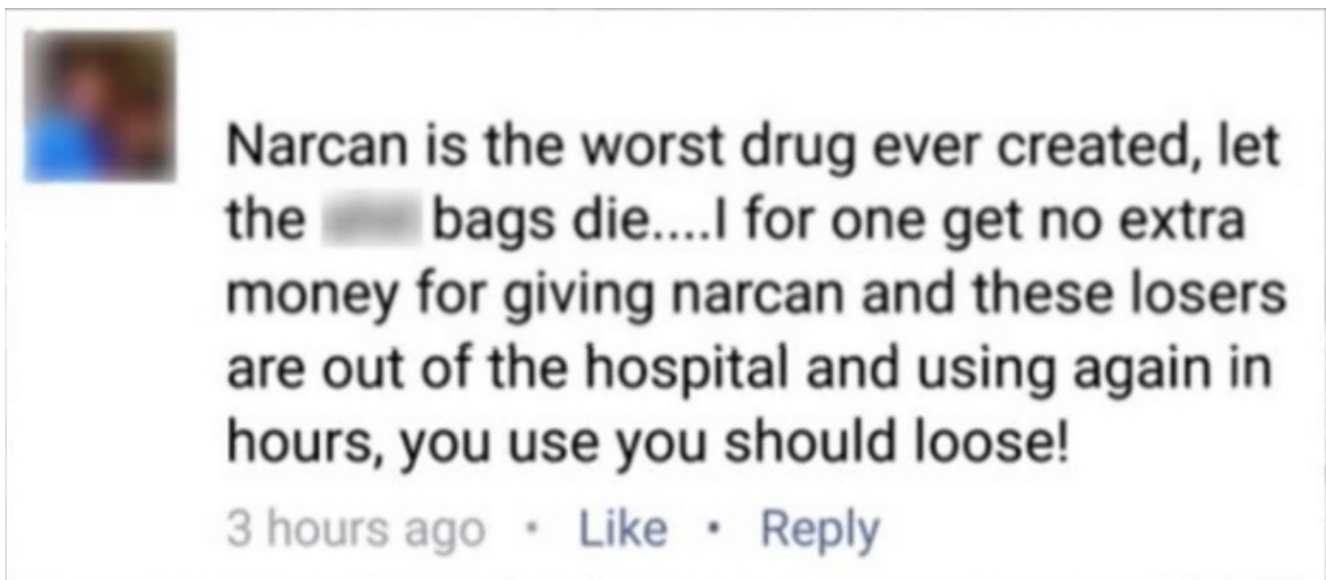 Narcan is the worst drug ever created, let
the bags die....I for one get no extra
money for giving narcan and these losers
are out of the hospital and using again in
hours, you use you should loose!
3 hours ago • Like • Reply